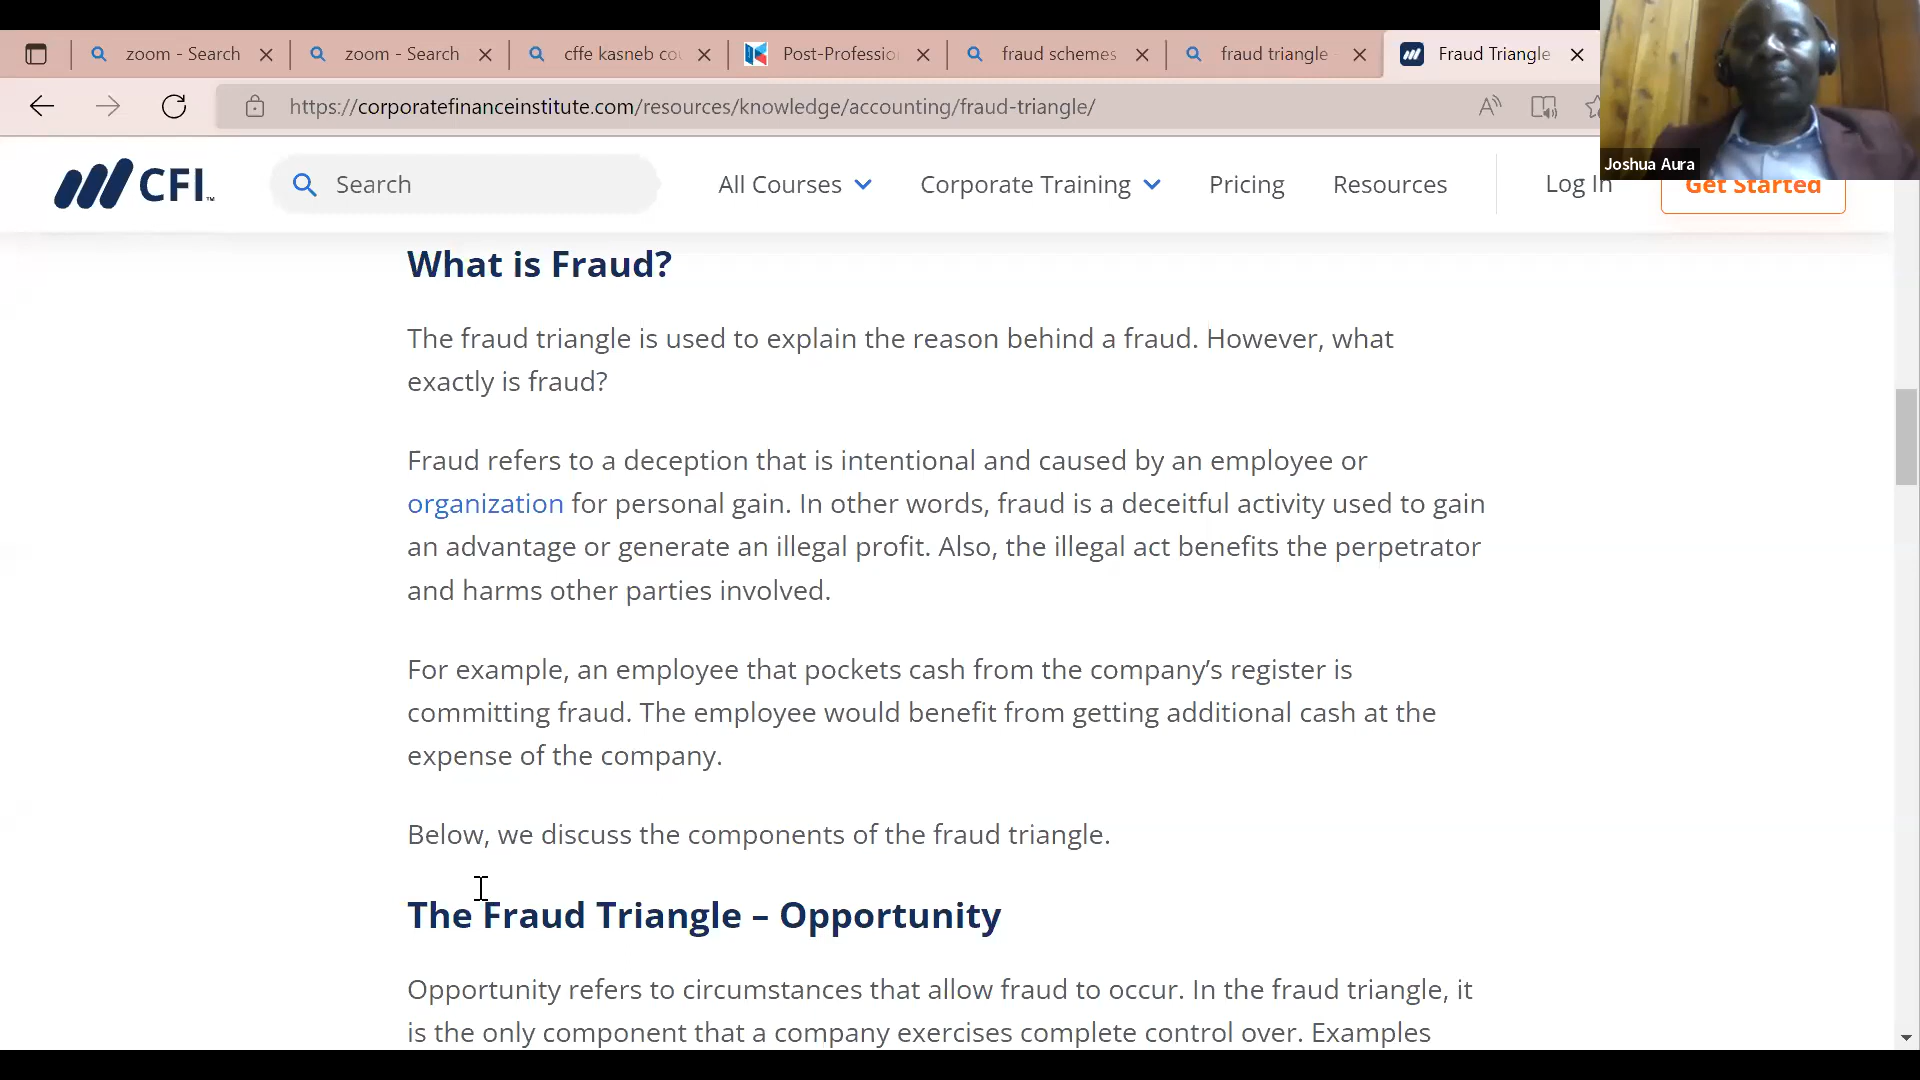 zoom - Search
zoom - Search
cffe kasneb co
Post-Professio
fraud schemes
fraud triangle
Fraud Triangle
https://corporatefinanceinstitute.com/resources/knowledge/accounting/fraud-triangle/
Joshua Aura
CFI™
Search
All Courses
Corporate Training
Pricing
Resources
Log In
Get Started
What is Fraud?
The fraud triangle is used to explain the reason behind a fraud. However, what
exactly is fraud?
Fraud refers to a deception that is intentional and caused by an employee or
organization for personal gain. In other words, fraud is a deceitful activity used to gain
an advantage or generate an illegal profit. Also, the illegal act benefits the perpetrator
and harms other parties involved.
For example, an employee that pockets cash from the company’s register is
committing fraud. The employee would benefit from getting additional cash at the
expense of the company.
Below, we discuss the components of the fraud triangle.
The Fraud Triangle – Opportunity
Opportunity refers to circumstances that allow fraud to occur. In the fraud triangle, it
is the only component that a company exercises complete control over. Examples